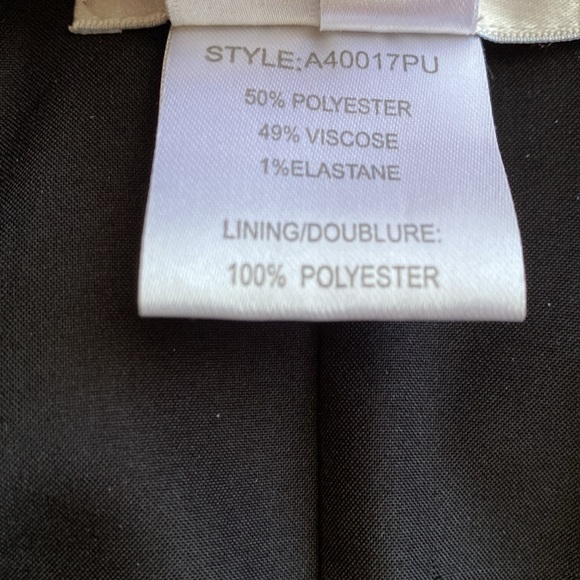 STYLE:A40017PU
50% POLYESTER
49% VISCOSE
1%ELASTANE
LINING/DOUBLURE:
100% POLYESTER